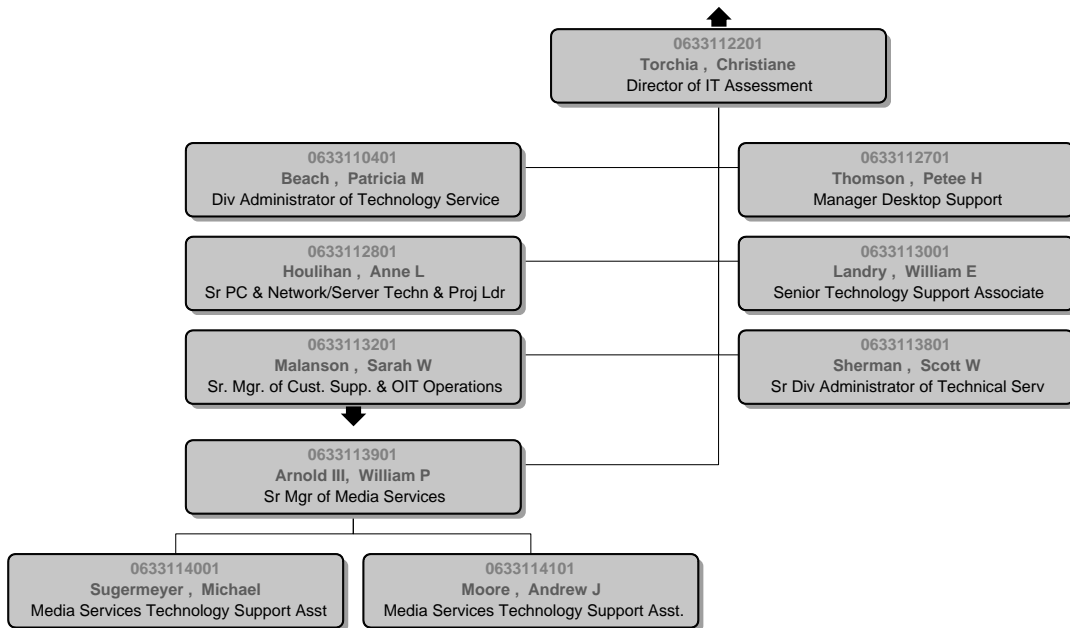 0633112201
Torchia , Christiane
Director of IT Assessment
0633110401
Beach , Patricia M
Div Administrator of Technology Service
0633112701
Thomson , Petee H
Manager Desktop Support
0633112801
Houlihan , Anne L
Sr PC & Network/Server Techn & Proj Ldr
0633113001
Landry , William E
Senior Technology Support Associate
0633113201
Malanson , Sarah W
Sr. Mgr. of Cust. Supp. & OIT Operations
0633113801
Sherman , Scott W
Sr Div Administrator of Technical Serv
0633113901
Arnold III, William P
Sr Mgr of Media Services
0633114001
Sugermeyer , Michael
Media Services Technology Support Asst
0633114101
Moore , Andrew J
Media Services Technology Support Asst.